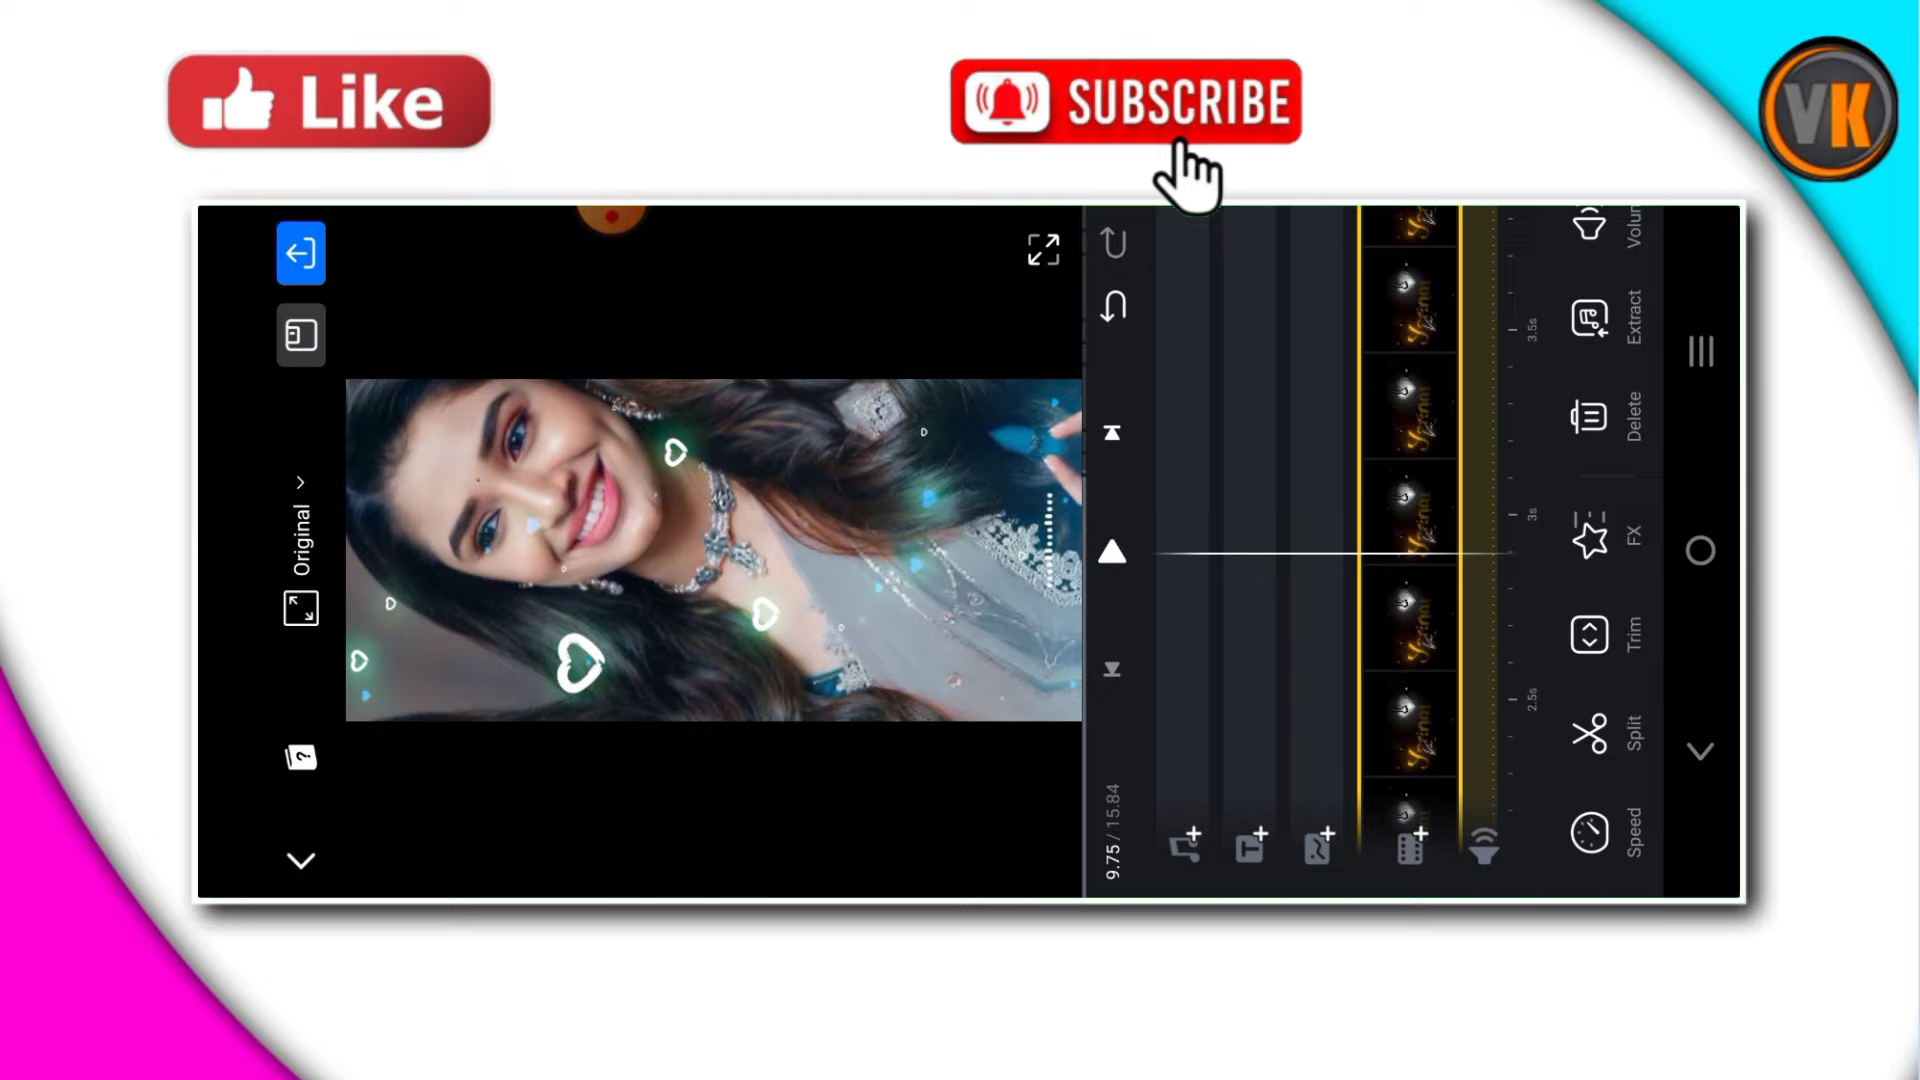 Like
SUBSCRIBE
VK
Original
9.75 / 15.84
3.5s
3s
2.5s
Extract
Delete
FX
Trim
Split
Speed